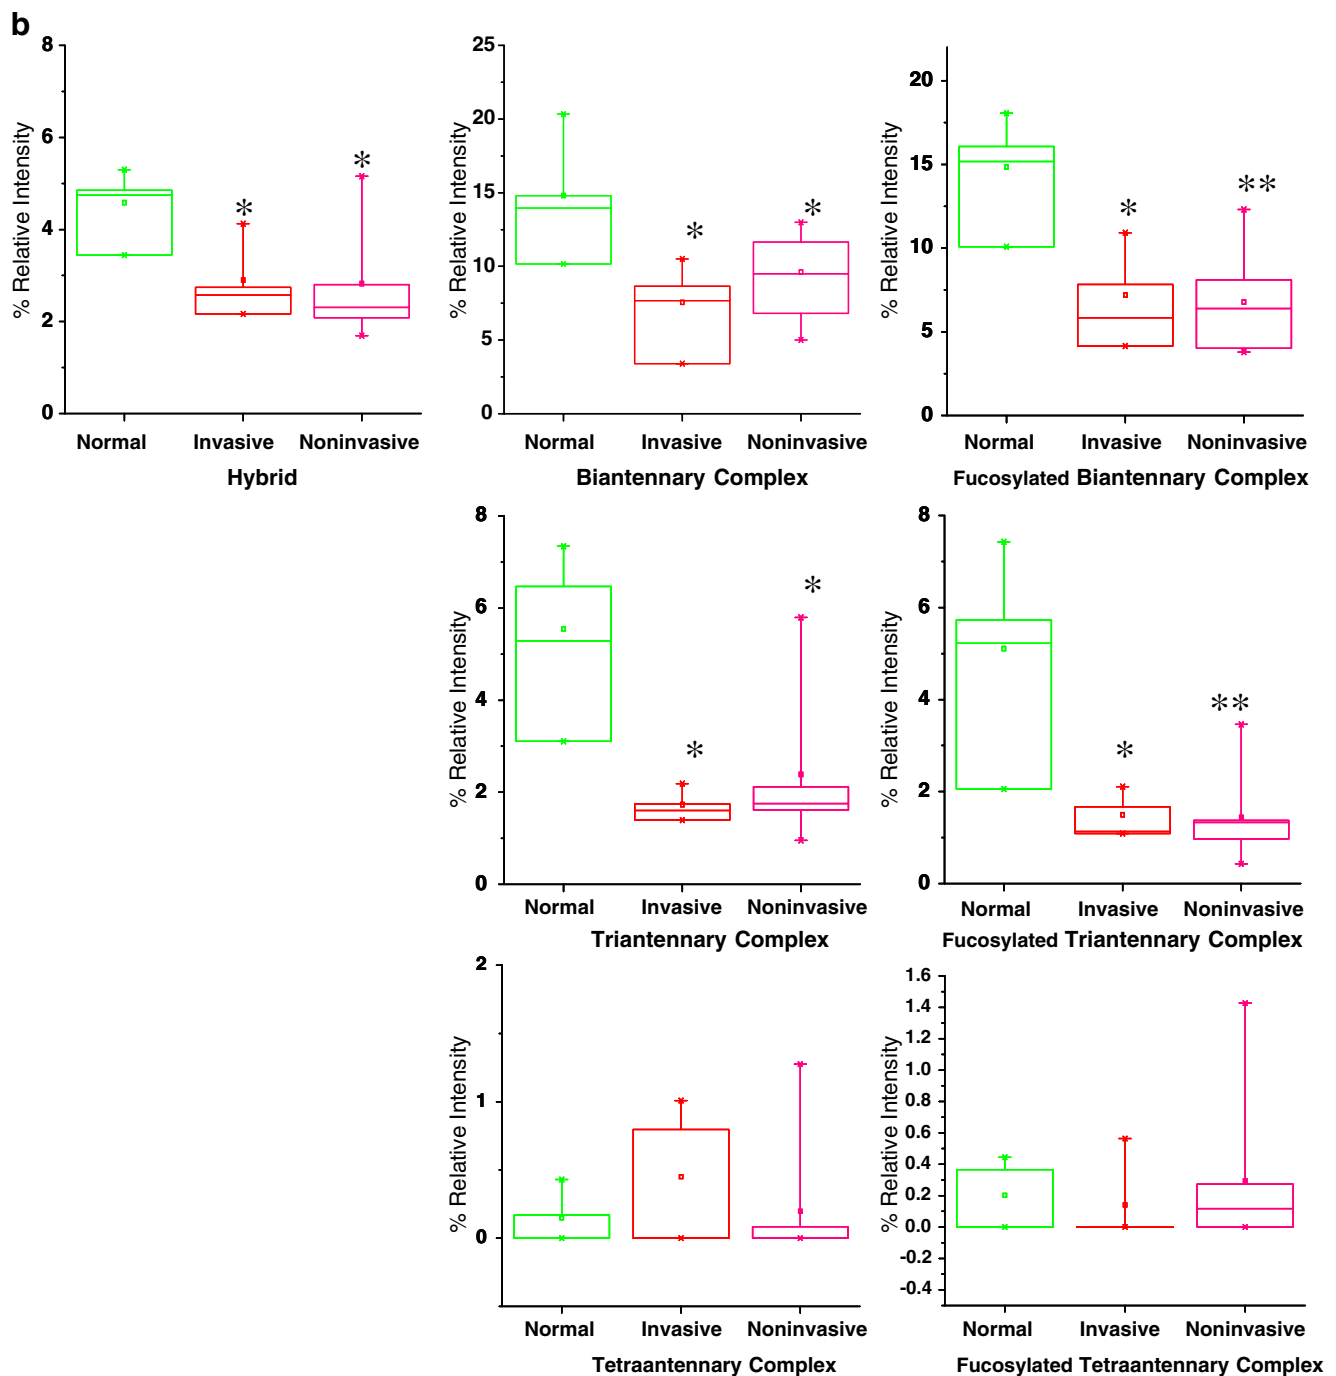 b
8
6
4
2
0
% Relative Intensity
Normal Invasive Noninvasive
Hybrid
* *
25
20
15
10
5
0
% Relative Intensity
Normal Invasive Noninvasive
Biantennary Complex
* *
20
15
10
5
0
% Relative Intensity
Normal Invasive Noninvasive
Fucosylated Biantennary Complex
* **
8
6
4
2
0
% Relative Intensity
Normal Invasive Noninvasive
Triantennary Complex
* *
8
6
4
2
0
% Relative Intensity
Normal Invasive Noninvasive
Fucosylated Triantennary Complex
* **
2
1
0
% Relative Intensity
Normal Invasive Noninvasive
Tetraantennary Complex
1.6
1.4
1.2
1.0
0.8
0.6
0.4
0.2
0.0
-0.2
-0.4
% Relative Intensity
Normal Invasive Noninvasive
Fucosylated Tetraantennary Complex